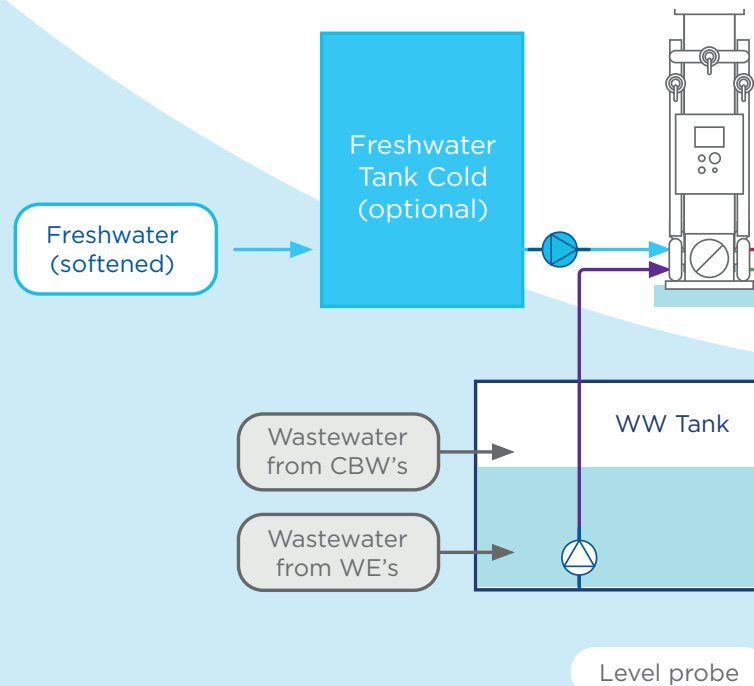 Freshwater
Tank Cold
(optional)
Freshwater
(softened)
WW Tank
Wastewater
from CBW's
Wastewater
from WE's
Level probe